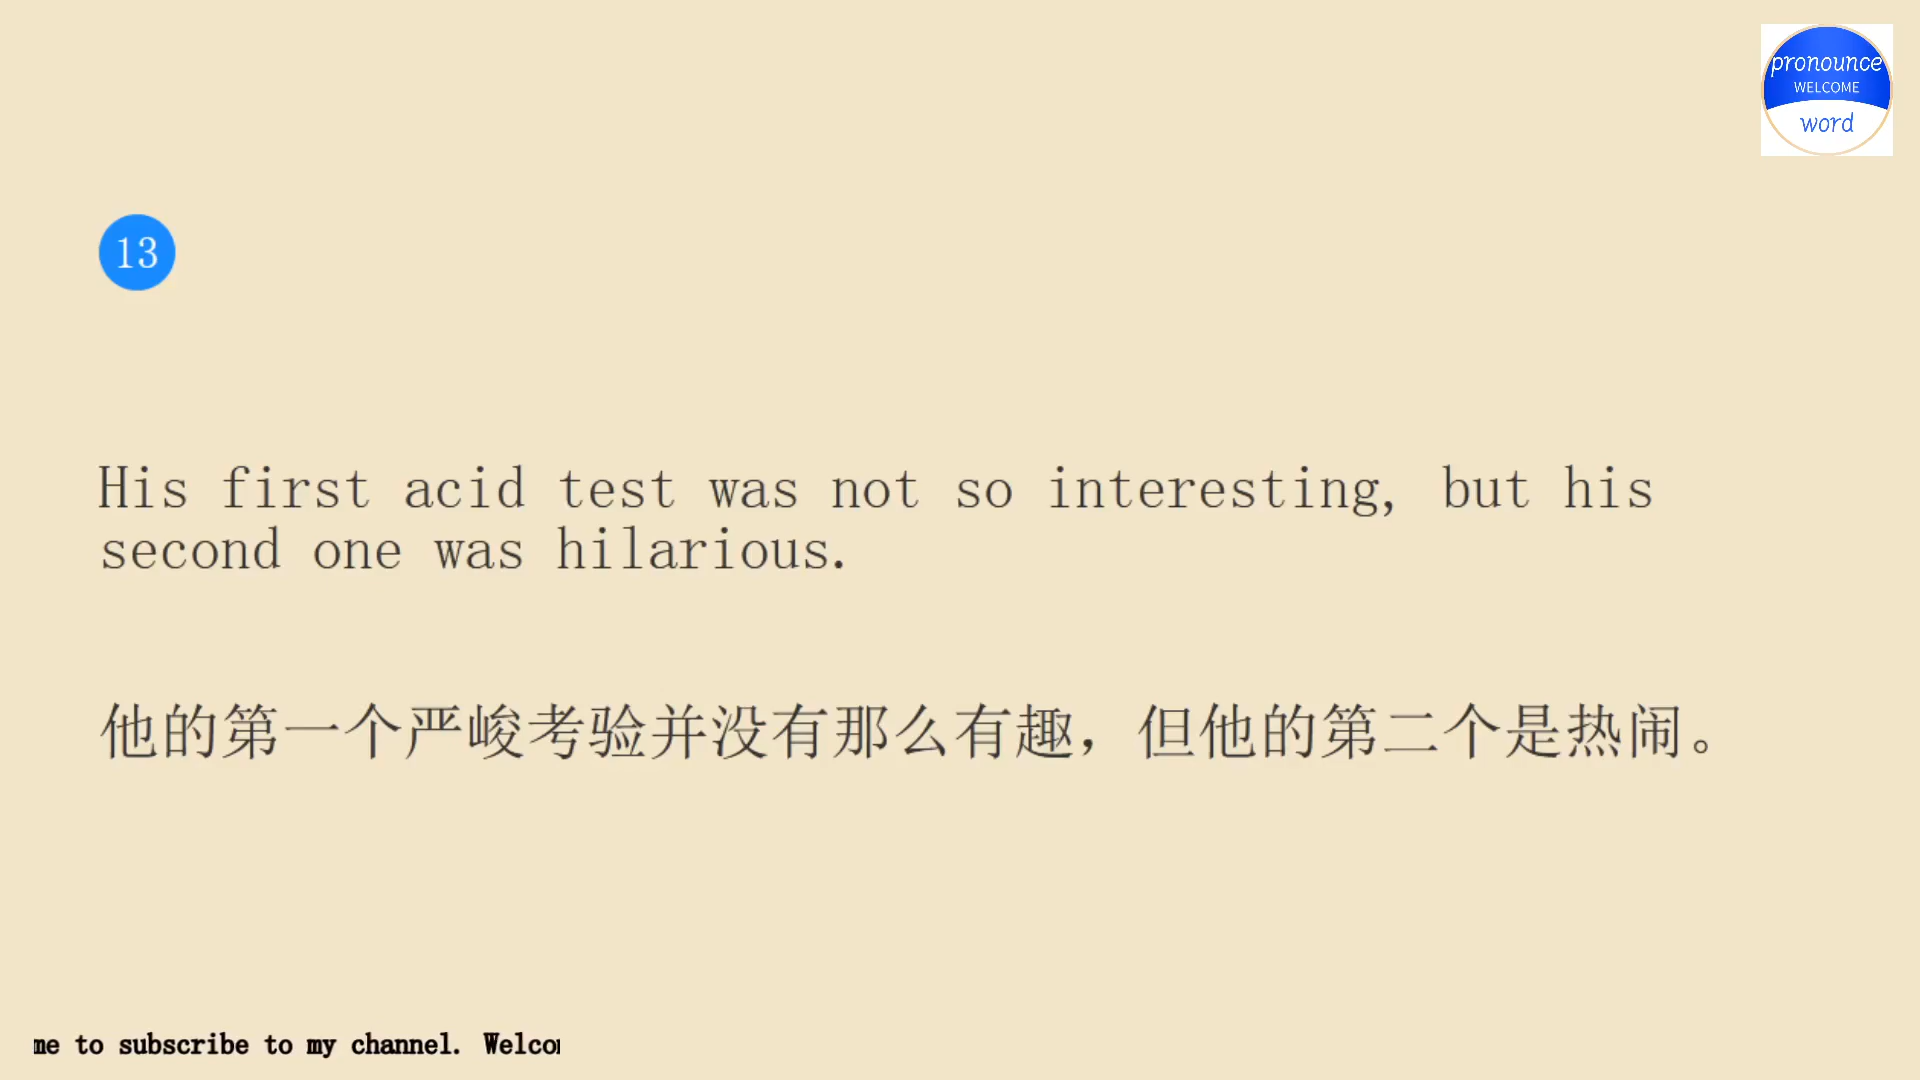 pronounce
WELCOME
word
13
His first acid test was not so interesting, but his
second one was hilarious.
他的第一个严峻考验并没有那么有趣，但他的第二个是热闹。
me to subscribe to my channel. Welco